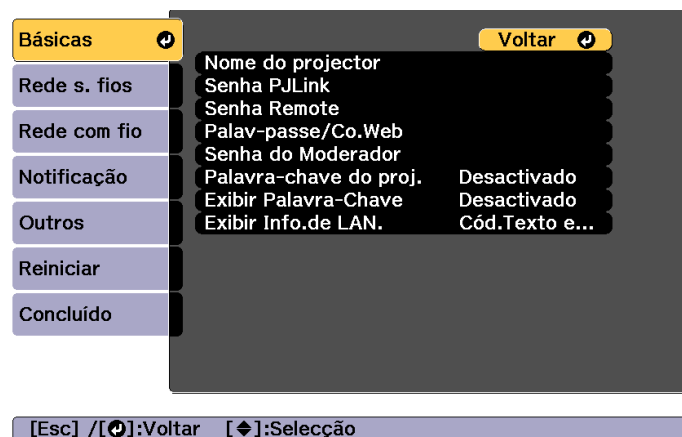 Básicas
Rede s. fios
Rede com fio
Notificação
Outros
Reiniciar
Concluído
Voltar
Nome do projector
Senha PJLink
Senha Remote
Palav-passe/Co.Web
Senha do Moderador
Palavra-chave do proj. Desactivado
Exibir Palavra-Chave Desactivado
Exibir Info.de LAN. Cód.Texto e...
[Esc] /[⏎]:Voltar [◆]:Selecção